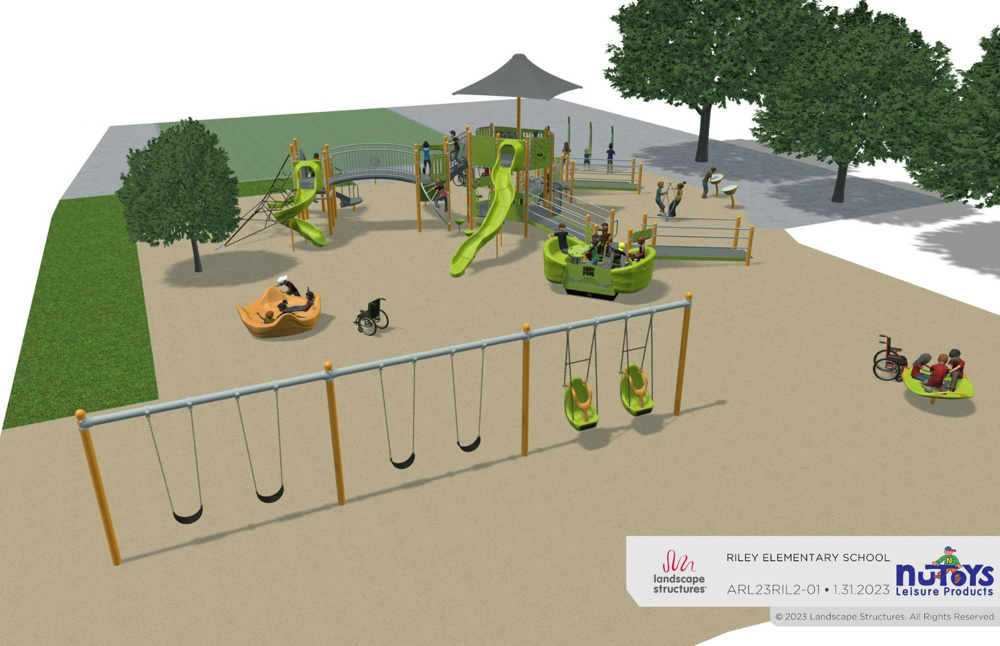 SWAY
FUN
landscape
structures®
RILEY ELEMENTARY SCHOOL
ARL23RIL2-01 • 1.31.2023
N
nuToys
Leisure Products
© 2023 Landscape Structures. All Rights Reserved